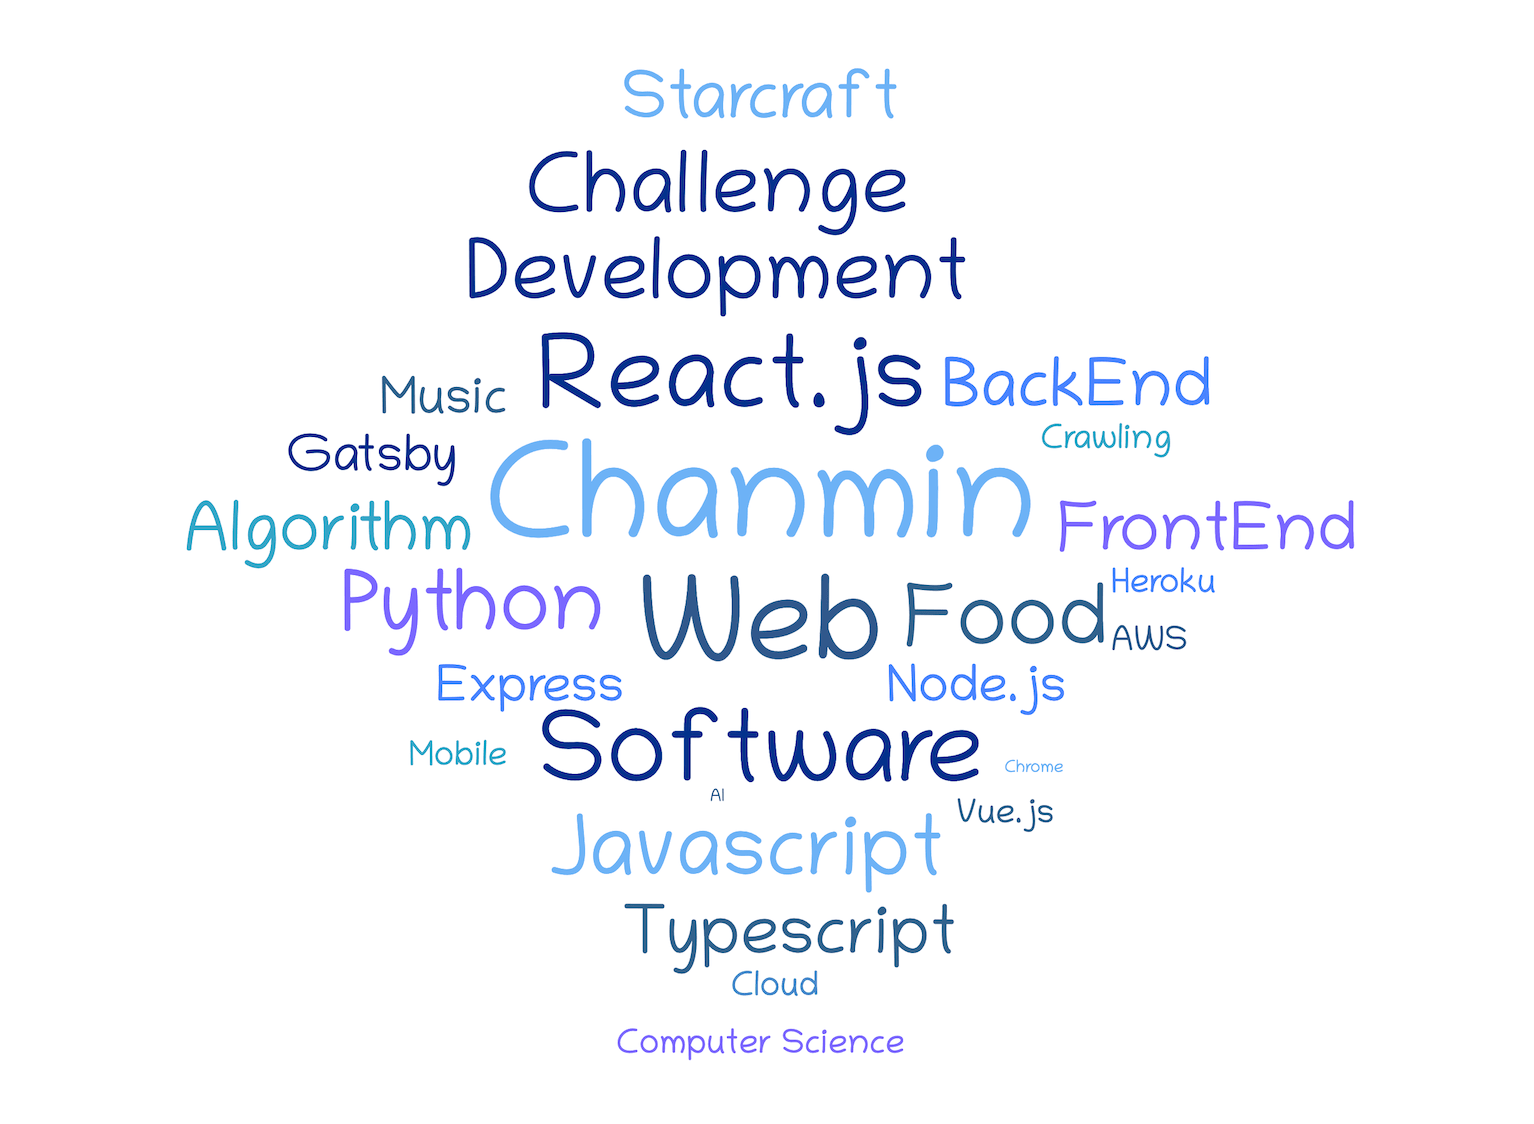 Starcraft
Challenge
Development
React.js
Music
BackEnd
Crawling
Gatsby
Chanmin
Algorithm
FrontEnd
Python
Web
Food
Heroku
AWS
Express
Node.js
Mobile
Software
Chrome
AI
Vue.js
Javascript
Typescript
Cloud
Computer Science